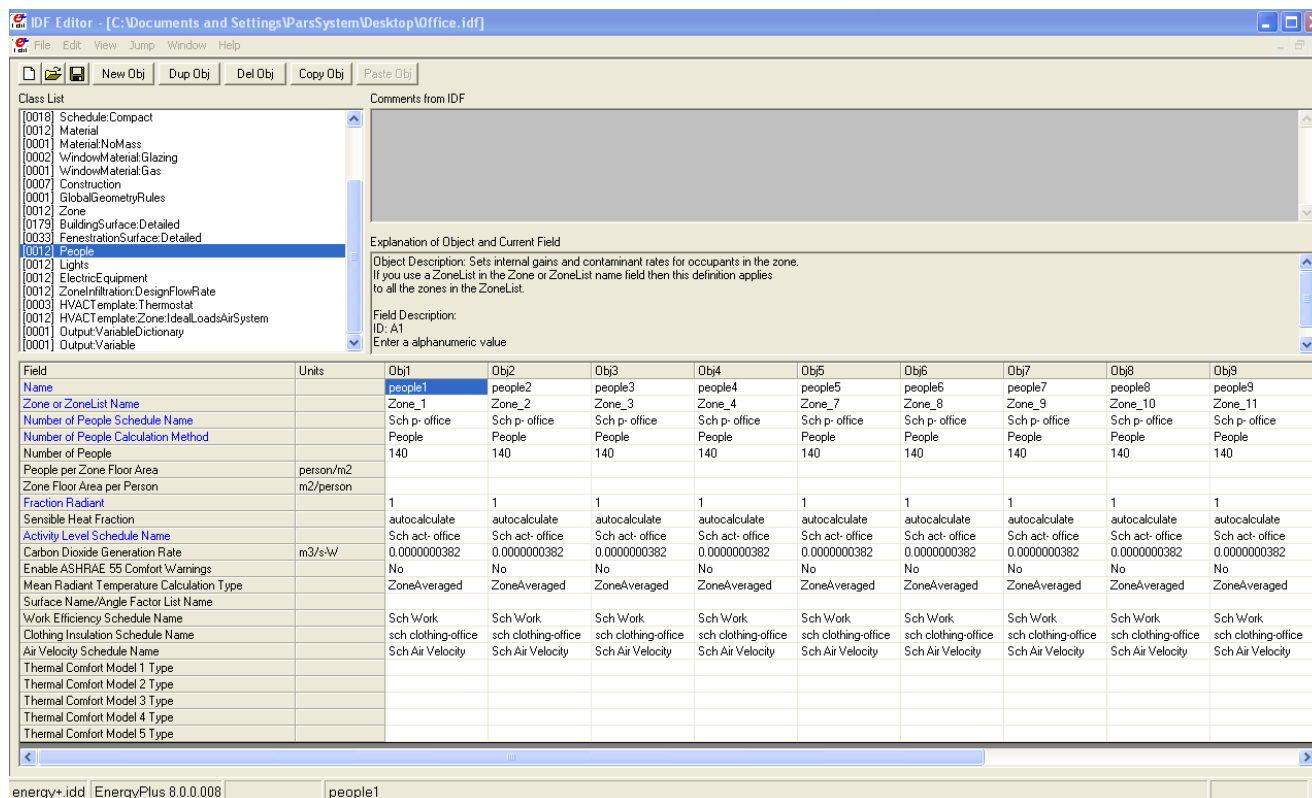 IDF Editor - [C:\Documents and Settings\ParsSystem\Desktop\Office.idf]
File Edit View Jump Window Help
New Obj Dup Obj Del Obj Copy Obj Paste Obj
Class List
[0018] Schedule:Compact
[0012] Material
[0001] Material:NoMass
[0002] WindowMaterial:Glazing
[0001] WindowMaterial:Gas
[0007] Construction
[0001] GlobalGeometryRules
[0012] Zone
[0179] BuildingSurface:Detailed
[0033] FenestrationSurface:Detailed
[0012] People
[0012] Lights
[0012] ElectricEquipment
[0012] ZoneInfiltration:DesignFlowRate
[0003] HVACTemplate:Thermostat
[0012] HVACTemplate:Zone:IdealLoadsAirSystem
[0001] Output:VariableDictionary
[0001] Output:Variable
Comments from IDF
Explanation of Object and Current Field
Object Description: Sets internal gains and contaminant rates for occupants in the zone.
If you use a ZoneList in the Zone or ZoneList name field then this definition applies
to all the zones in the ZoneList.
Field Description:
ID: A1
Enter a alphanumeric value
Field Units Obj1 Obj2 Obj3 Obj4 Obj5 Obj6 Obj7 Obj8 Obj9
Name people1 people2 people3 people4 people5 people6 people7 people8 people9
Zone or ZoneList Name Zone_1 Zone_2 Zone_3 Zone_4 Zone_7 Zone_8 Zone_9 Zone_10 Zone_11
Number of People Schedule Name Sch p- office Sch p- office Sch p- office Sch p- office Sch p- office Sch p- office Sch p- office Sch p- office Sch p- office
Number of People Calculation Method People People People People People People People People People
Number of People 140 140 140 140 140 140 140 140 140
People per Zone Floor Area person/m2
Zone Floor Area per Person m2/person
Fraction Radiant 1 1 1 1 1 1 1 1 1
Sensible Heat Fraction autocalculate autocalculate autocalculate autocalculate autocalculate autocalculate autocalculate autocalculate autocalculate
Activity Level Schedule Name Sch act- office Sch act- office Sch act- office Sch act- office Sch act- office Sch act- office Sch act- office Sch act- office Sch act- office
Carbon Dioxide Generation Rate m3/s-W 0.0000000382 0.0000000382 0.0000000382 0.0000000382 0.0000000382 0.0000000382 0.0000000382 0.0000000382 0.0000000382
Enable ASHRAE 55 Comfort Warnings No No No No No No No No No
Mean Radiant Temperature Calculation Type ZoneAveraged ZoneAveraged ZoneAveraged ZoneAveraged ZoneAveraged ZoneAveraged ZoneAveraged ZoneAveraged ZoneAveraged
Surface Name/Angle Factor List Name
Work Efficiency Schedule Name Sch Work Sch Work Sch Work Sch Work Sch Work Sch Work Sch Work Sch Work Sch Work
Clothing Insulation Schedule Name sch clothing-office sch clothing-office sch clothing-office sch clothing-office sch clothing-office sch clothing-office sch clothing-office sch clothing-office sch clothing-office
Air Velocity Schedule Name Sch Air Velocity Sch Air Velocity Sch Air Velocity Sch Air Velocity Sch Air Velocity Sch Air Velocity Sch Air Velocity Sch Air Velocity Sch Air Velocity
Thermal Comfort Model 1 Type
Thermal Comfort Model 2 Type
Thermal Comfort Model 3 Type
Thermal Comfort Model 4 Type
Thermal Comfort Model 5 Type
energy+.idd EnergyPlus 8.0.0.008 people1